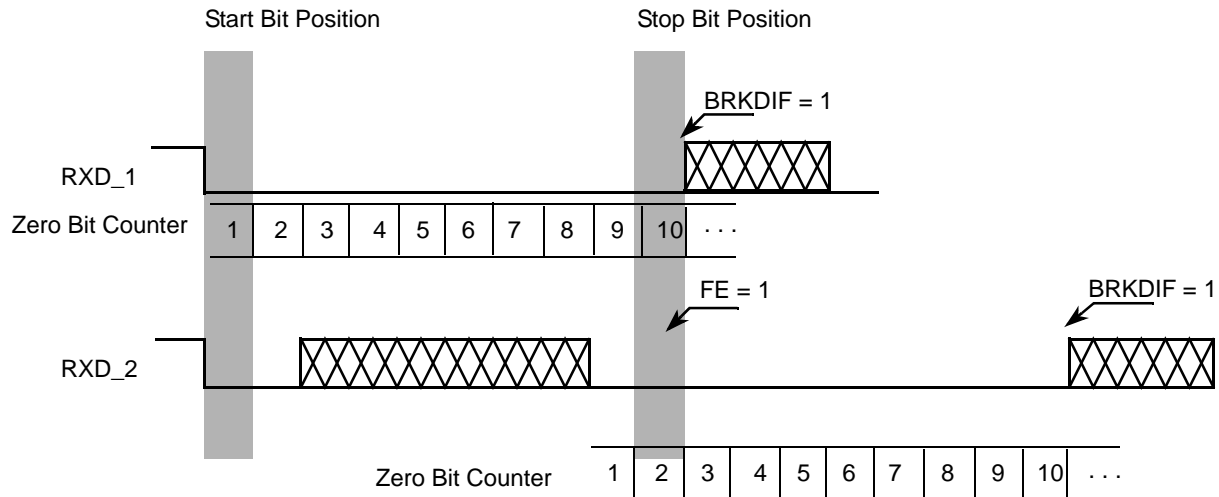 Start Bit Position Stop Bit Position
BRKDIF = 1
RXD_1
Zero Bit Counter 1 2 3 4 5 6 7 8 9 10 . . .
FE = 1 BRKDIF = 1
RXD_2
Zero Bit Counter 1 2 3 4 5 6 7 8 9 10 . . .